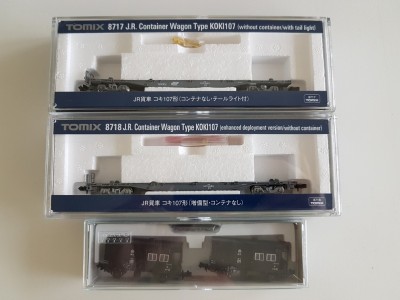 TOMIX 8717 J.R. Container Wagon Type KOKI107 (without container/with tail light)
JR貨車 コキ107形(コンテナなし・テールライト付)
8717
TOMIX 8718 J.R. Container Wagon Type KOKI107 (enhanced deployment version/without container)
JR貨車 コキ107形(増備型・コンテナなし)
8718